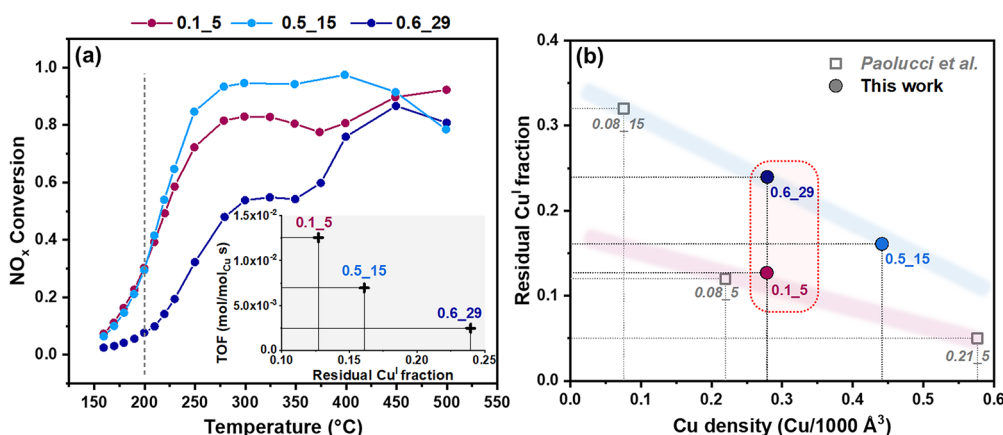 0.1_5 0.5_15 0.6_29
(a)
NOx Conversion
1.0
0.8
0.6
0.4
0.2
0.0
150 200 250 300 350 400 450 500
Temperature (°C)
TOF (mol/molCu s)
1.5x10⁻²
1.0x10⁻²
5.0x10⁻³
0.0
0.10 0.15 0.20 0.25
Residual Cuᴵ fraction
0.1_5
0.5_15
0.6_29
(b)
Paolucci et al.
This work
Residual Cuᴵ fraction
0.4
0.3
0.2
0.1
0.0
0.0 0.1 0.2 0.3 0.4 0.5 0.6
Cu density (Cu/1000 Å³)
0.08_15
0.6_29
0.5_15
0.1_5
0.08_5
0.21_5